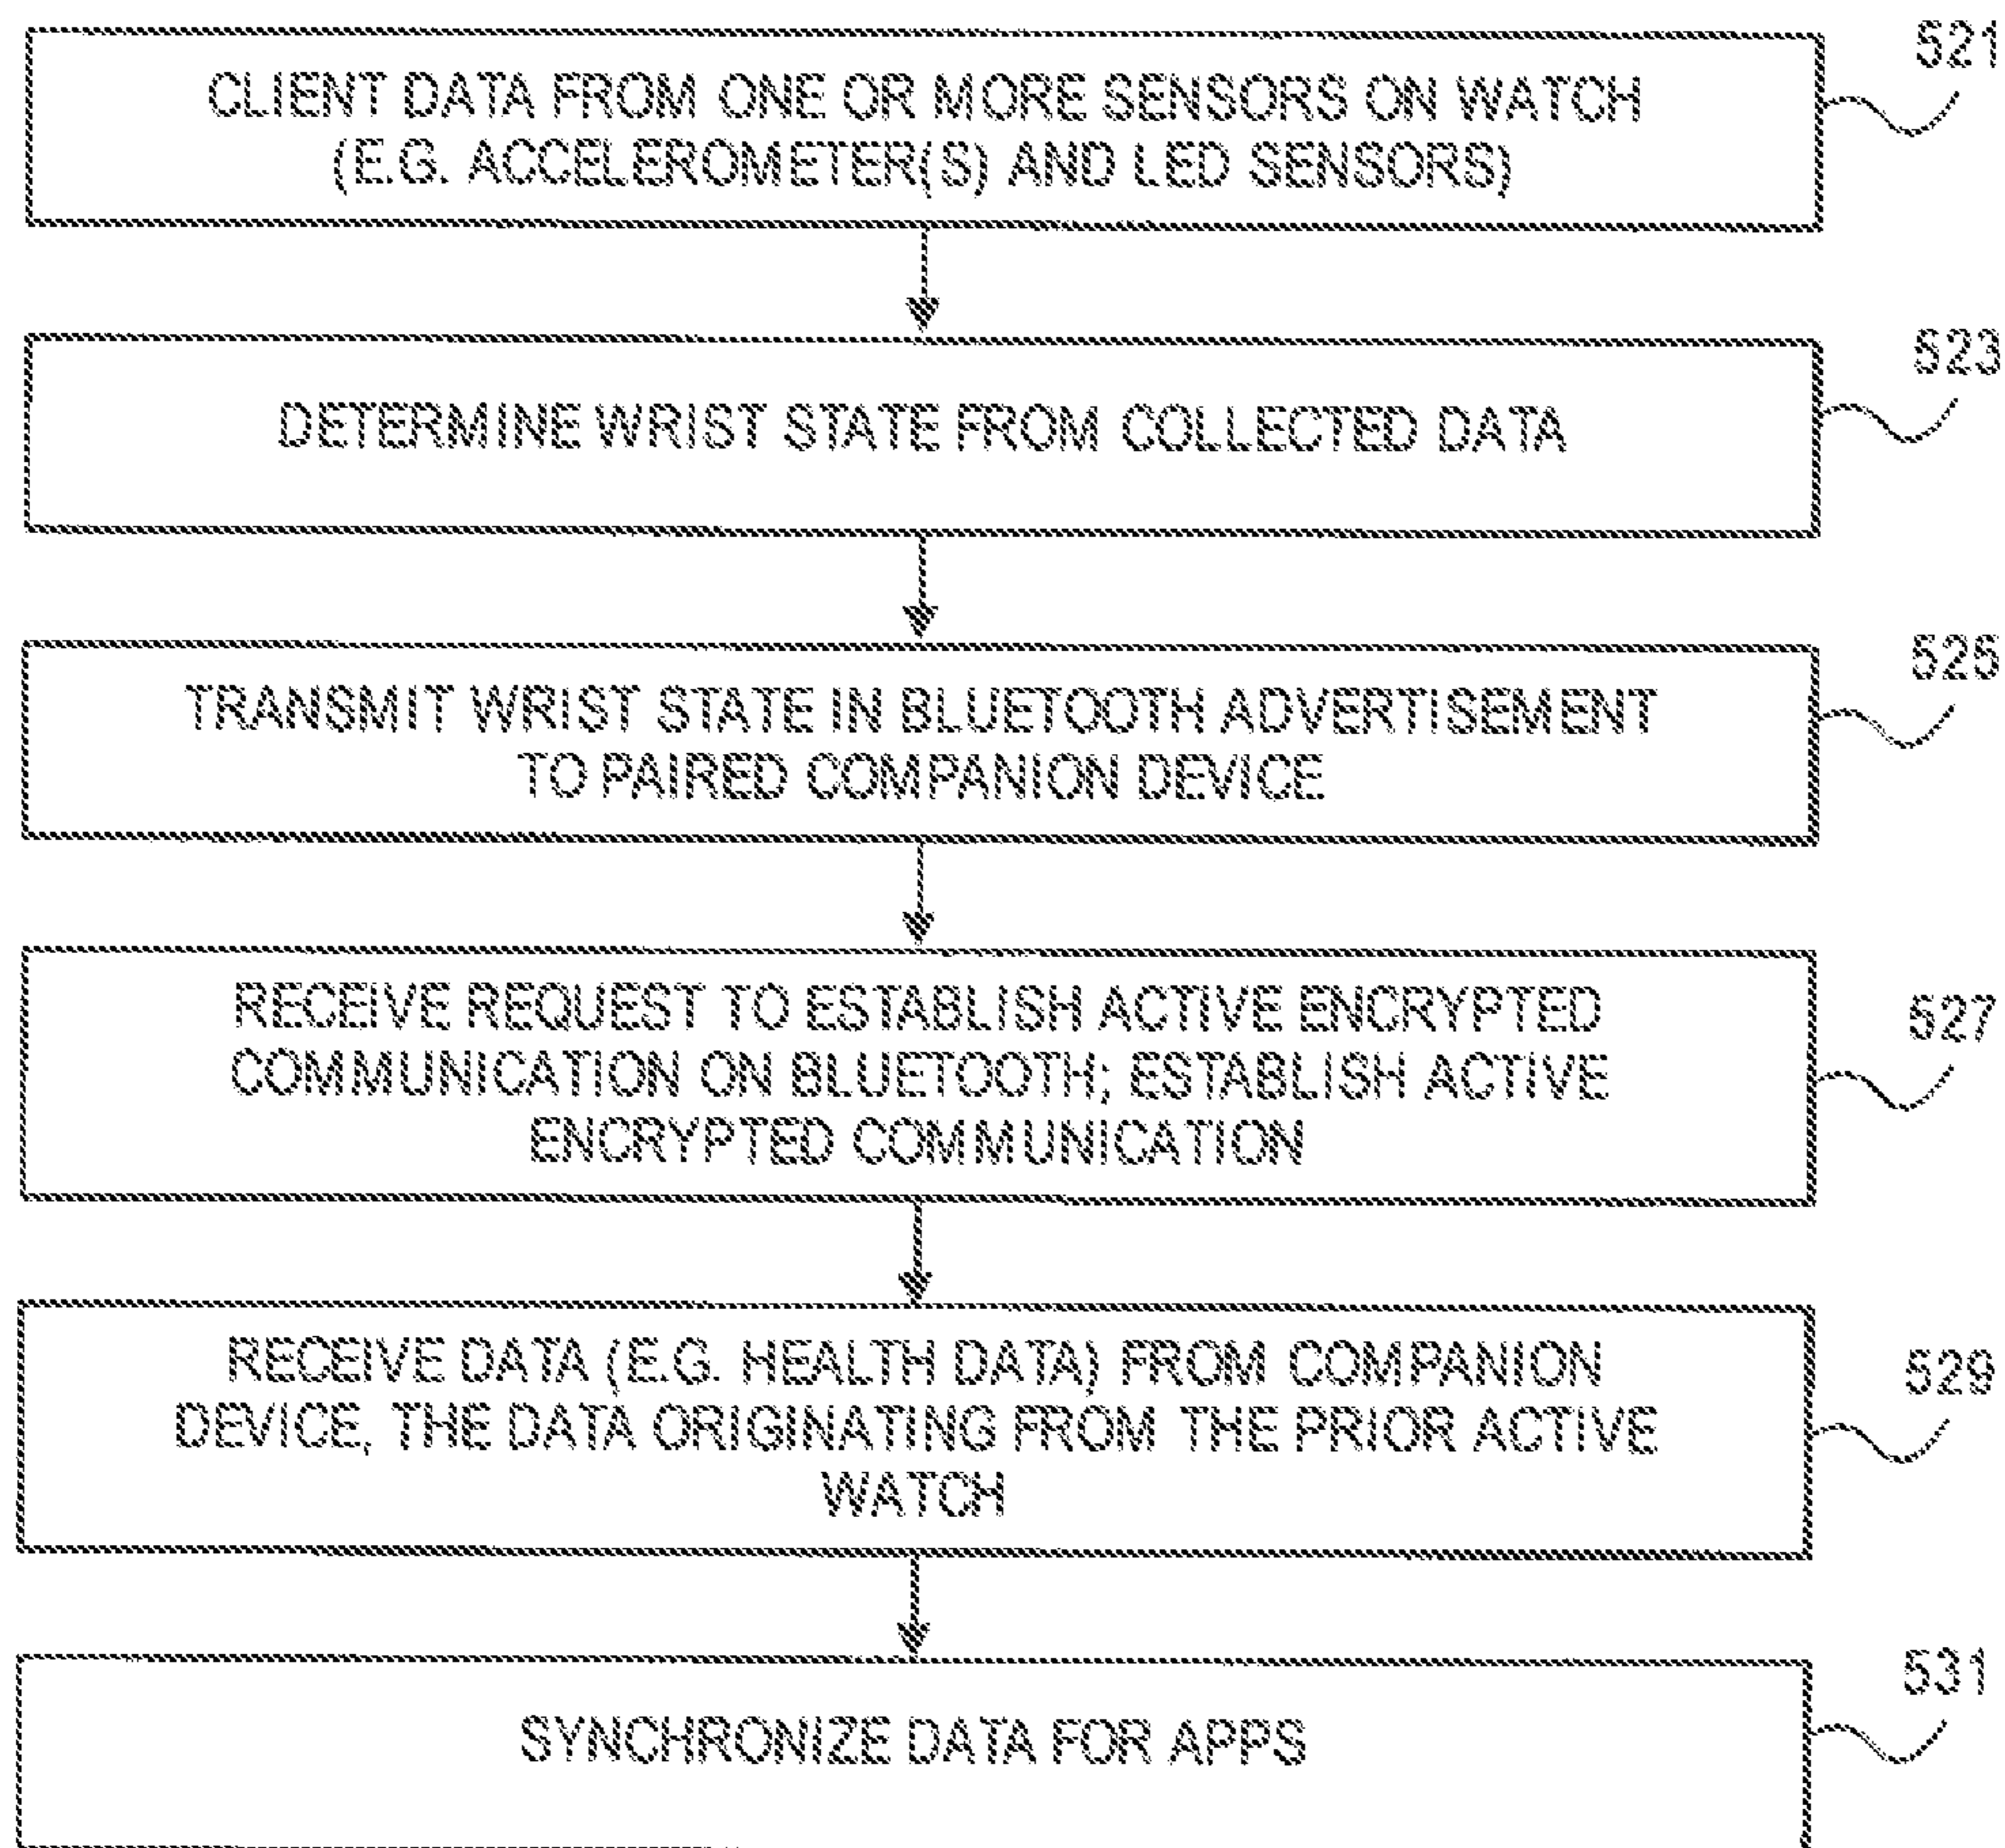 521
CLIENT DATA FROM ONE OR MORE SENSORS ON WATCH
(E.G. ACCELEROMETER(S) AND LED SENSORS)
523
DETERMINE WRIST STATE FROM COLLECTED DATA
525
TRANSMIT WRIST STATE IN BLUETOOTH ADVERTISEMENT
TO PAIRED COMPANION DEVICE
527
RECEIVE REQUEST TO ESTABLISH ACTIVE ENCRYPTED
COMMUNICATION ON BLUETOOTH; ESTABLISH ACTIVE
ENCRYPTED COMMUNICATION
529
RECEIVE DATA (E.G. HEALTH DATA) FROM COMPANION
DEVICE, THE DATA ORIGINATING FROM THE PRIOR ACTIVE
WATCH
531
SYNCHRONIZE DATA FOR APPS